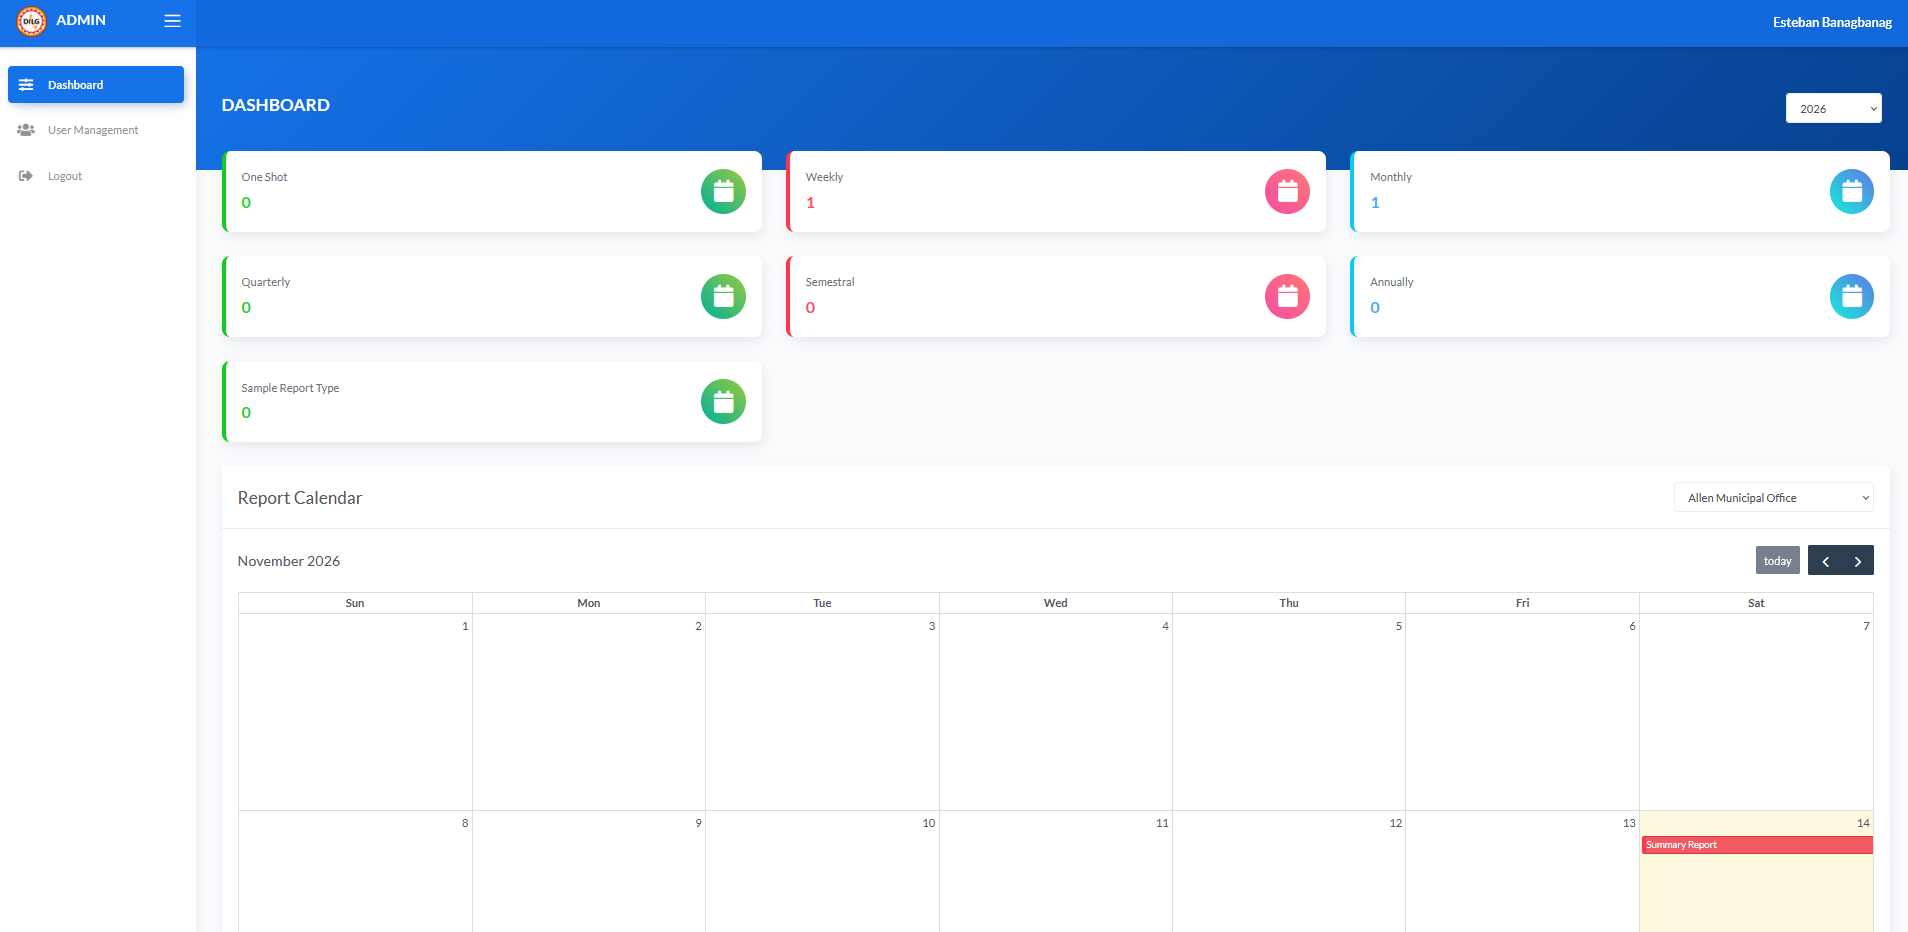 DILG ADMIN
Esteban Banagbanag
Dashboard
User Management
Logout
DASHBOARD
2026
One Shot
0
Weekly
1
Monthly
1
Quarterly
0
Semestral
0
Annually
0
Sample Report Type
0
Report Calendar
Allen Municipal Office
November 2026
today
Sun Mon Tue Wed Thu Fri Sat
1 2 3 4 5 6 7
8 9 10 11 12 13 14
Summary Report